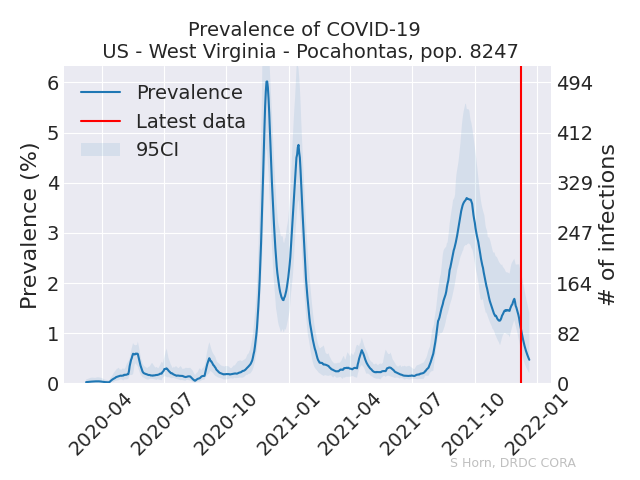 Prevalence of COVID-19
US - West Virginia - Pocahontas, pop. 8247
Prevalence
Latest data
95CI
Prevalence (%)
6
5
4
3
2
1
0
494
412
329
247
164
82
0
# of infections
2020-04
2020-07
2020-10
2021-01
2021-04
2021-07
2021-10
2022-01
S Horn, DRDC CORA